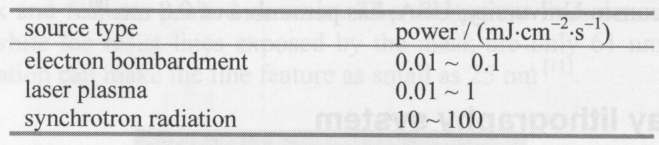 source type power / (mJ·cm⁻²·s⁻¹)
electron bombardment 0.01 ~ 0.1
laser plasma 0.01 ~ 1
synchrotron radiation 10 ~ 100